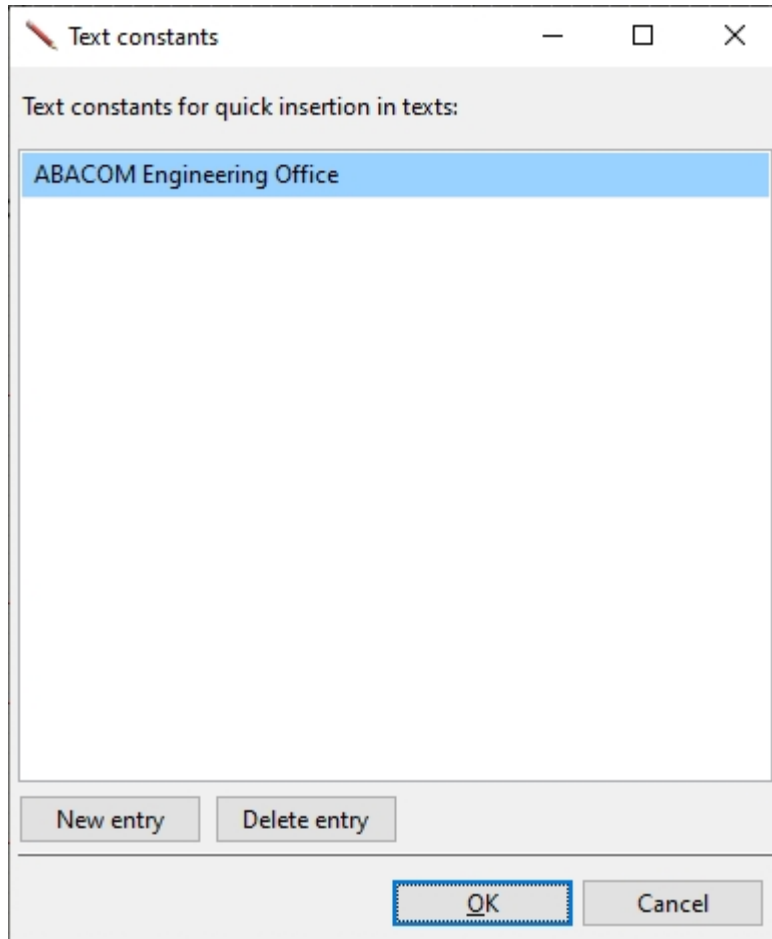 Text constants
Text constants for quick insertion in texts:
ABACOM Engineering Office
New entry Delete entry
OK Cancel